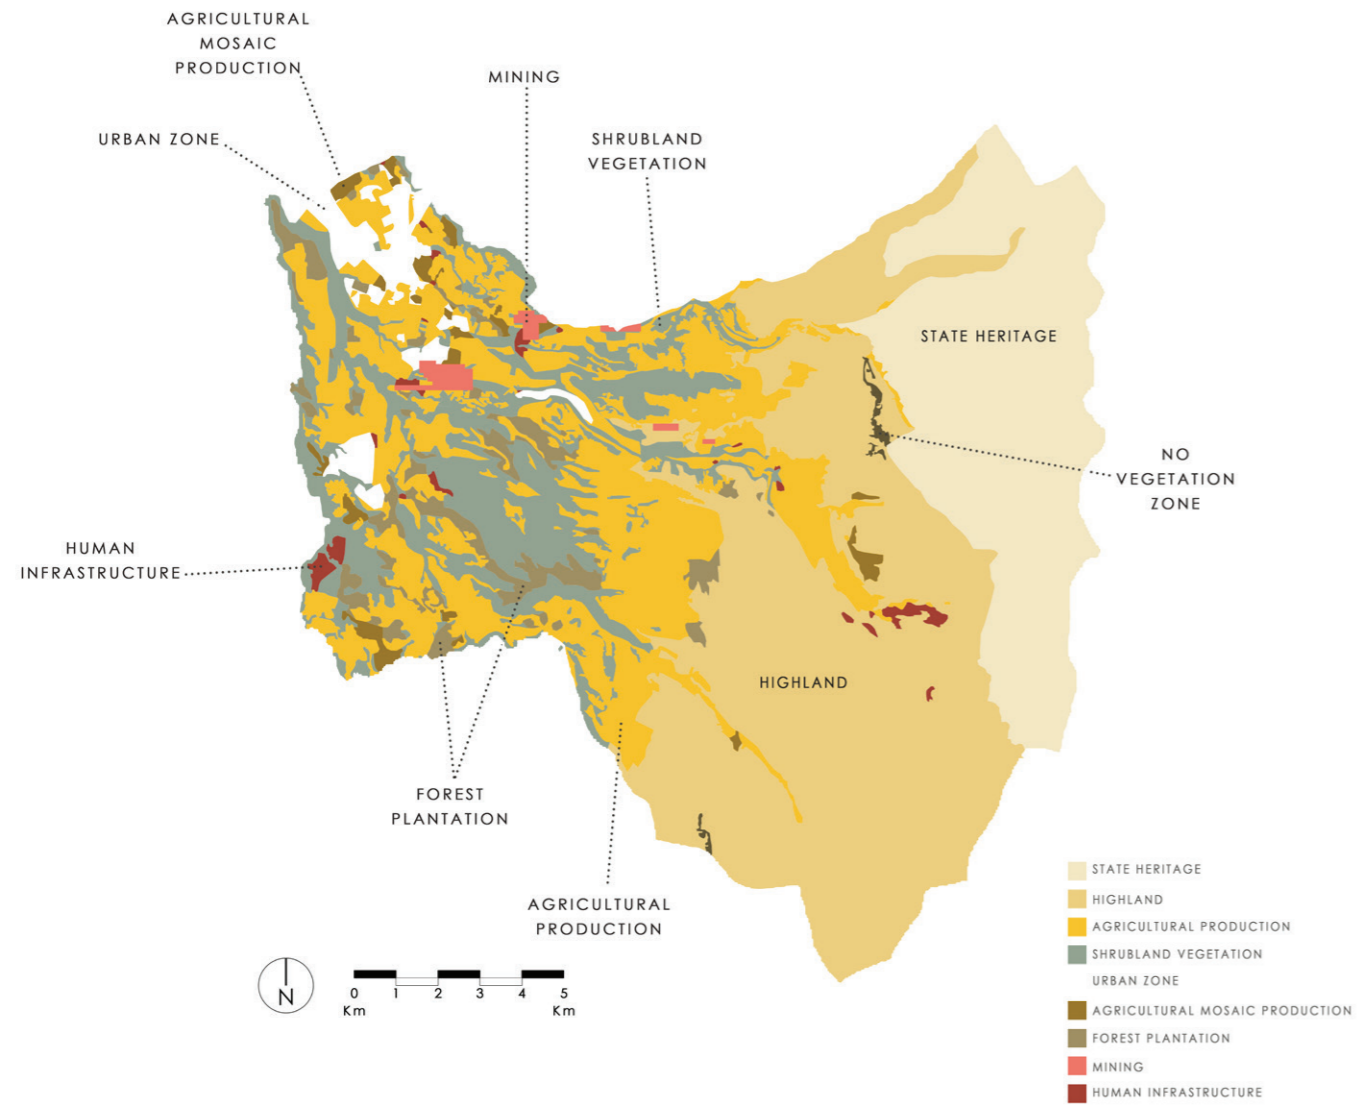 AGRICULTURAL
MOSAIC
PRODUCTION
MINING
URBAN ZONE
SHRUBLAND
VEGETATION
STATE HERITAGE
NO
VEGETATION
ZONE
HUMAN
INFRASTRUCTURE
HIGHLAND
FOREST
PLANTATION
AGRICULTURAL
PRODUCTION
N
0 1 2 3 4 5
Km Km
STATE HERITAGE
HIGHLAND
AGRICULTURAL PRODUCTION
SHRUBLAND VEGETATION
URBAN ZONE
AGRICULTURAL MOSAIC PRODUCTION
FOREST PLANTATION
MINING
HUMAN INFRASTRUCTURE